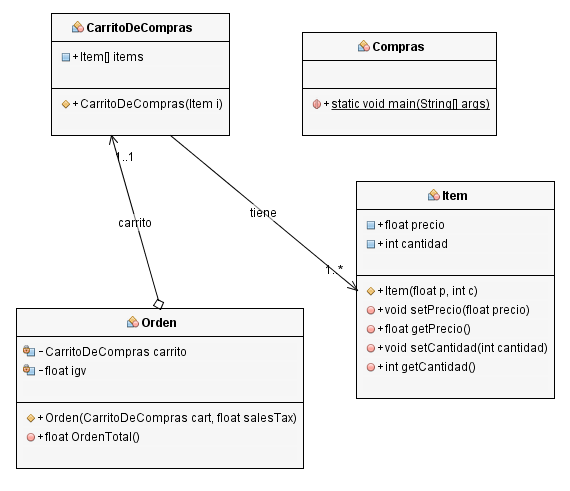 CarritoDeCompras
+ Item[] items
+ CarritoDeCompras(Item i)
Compras
+ static void main(String[] args)
1..1
carrito
tiene
1..*
Item
+ float precio
+ int cantidad
+ Item(float p, int c)
+ void setPrecio(float precio)
+ float getPrecio()
+ void setCantidad(int cantidad)
+ int getCantidad()
Orden
- CarritoDeCompras carrito
- float igv
+ Orden(CarritoDeCompras cart, float salesTax)
+ float OrdenTotal()